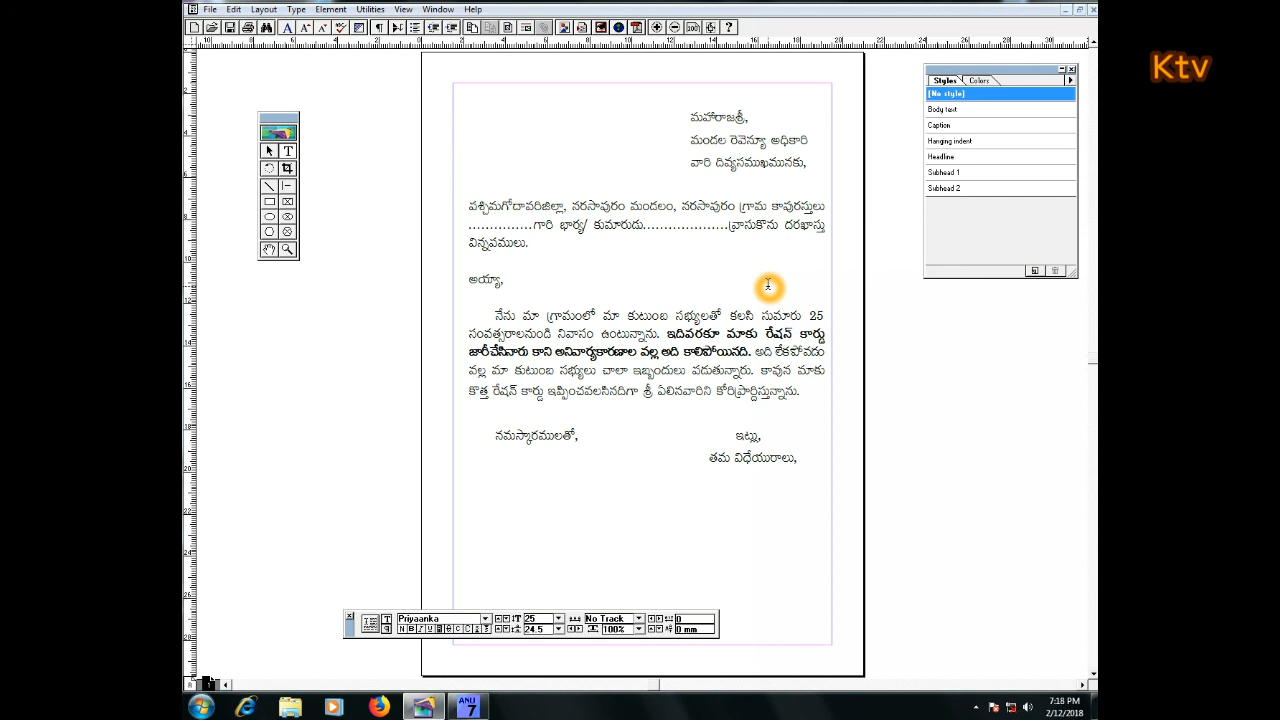 Ktv
File Edit Layout Type Element Utilities View Window Help
మహారాజశ్రీ,
మండల రెవెన్యూ అధికారి
వారి దివ్యసముఖమునకు,
పశ్చిమగోదావరిజిల్లా, నరసాపురం మండలం, నరసాపురం గ్రామ కాపురస్తులు
...............గారి భార్య/ కుమారుడు....................వ్రాసుకొను దరఖాస్తు
విన్నవములు.
అయ్యా,
నేను మా గ్రామంలో మా కుటుంబ సభ్యులతో కలసి సుమారు 25
సంవత్సరాలనుండి నివాసం ఉంటున్నాను. ఇదివరకూ మాకు రేషన్ కార్డు
జారీచేసినారు కాని అనివార్యకారణాల వల్ల అది కాలిపోయినది. అది లేకపోవడం
వల్ల మా కుటుంబ సభ్యులు చాలా ఇబ్బందులు పడుతున్నారు. కావున మాకు
కొత్త రేషన్ కార్డు ఇప్పించవలసినదిగా శ్రీ ఏలినవారిని కోరిప్రార్దిస్తున్నాను.
నమస్కారములతో, ఇట్లు,
తమ విధేయురాలు,
Styles Colors
[No style]
Body text
Caption
Hanging indent
Headline
Subhead 1
Subhead 2
Priyaanka 25 No Track 0
24.5 100% 0 mm
ANU 7
7:18 PM
2/12/2018